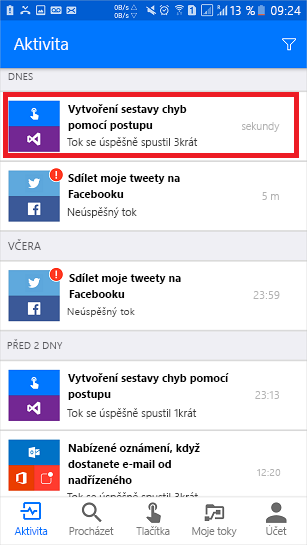 0B/s
0B/s
13 % 09:24
Aktivita
DNES
Vytvoření sestavy chyb
pomocí postupu
sekundy
Tok se úspěšně spustil 3krát
Sdílet moje tweety na
Facebooku
5 m
Neúspěšný tok
VČERA
Sdílet moje tweety na
Facebooku
23:59
Neúspěšný tok
PŘED 2 DNY
Vytvoření sestavy chyb pomocí
postupu
23:13
Tok se úspěšně spustil 1krát
Nabízené oznámení, když
dostanete e-mail od
nadřízeného
12:20
Tok se úspěšně spustil 3krát
Aktivita Procházet Tlačítka Moje toky Účet